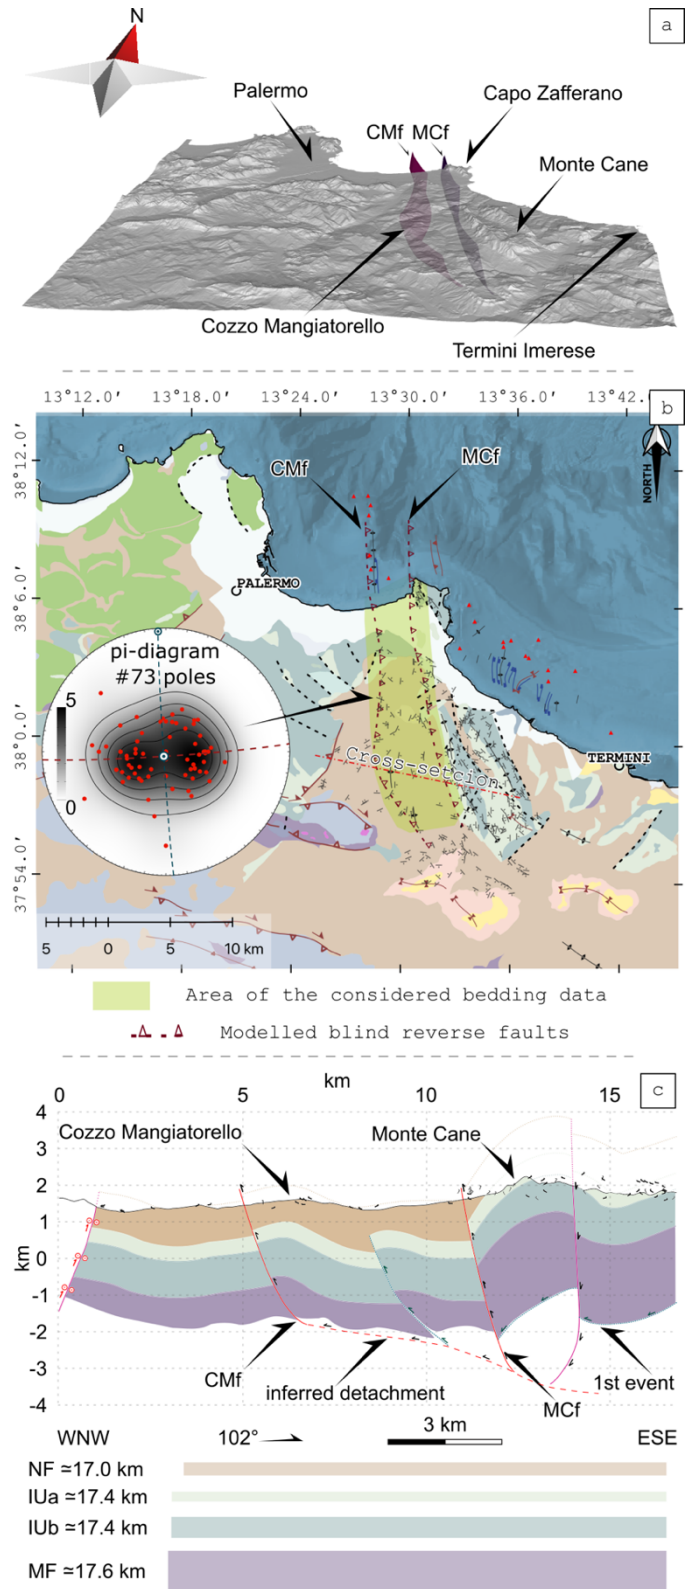 N
a
Palermo
Capo Zafferano
CMf MCf
Monte Cane
Cozzo Mangiatorello
Termini Imerese
13°12.0' 13°18.0' 13°24.0' 13°30.0' 13°36.0' 13°42.0'
b
38°12.0'
CMf
MCf
NORTH
PALERMO
38°6.0'
pi-diagram
#73 poles
5
0
38°0.0'
Cross-setcion
TERMINI
37°54.0'
5 0 5 10 km
Area of the considered bedding data
Modelled blind reverse faults
km
c
0 5 10 15
4
3
2
1
0
-1
-2
-3
-4
km
Cozzo Mangiatorello
Monte Cane
CMf
inferred detachment
MCf
1st event
WNW
102°
3 km
ESE
NF ≃17.0 km
IUa ≃17.4 km
IUb ≃17.4 km
MF ≃17.6 km